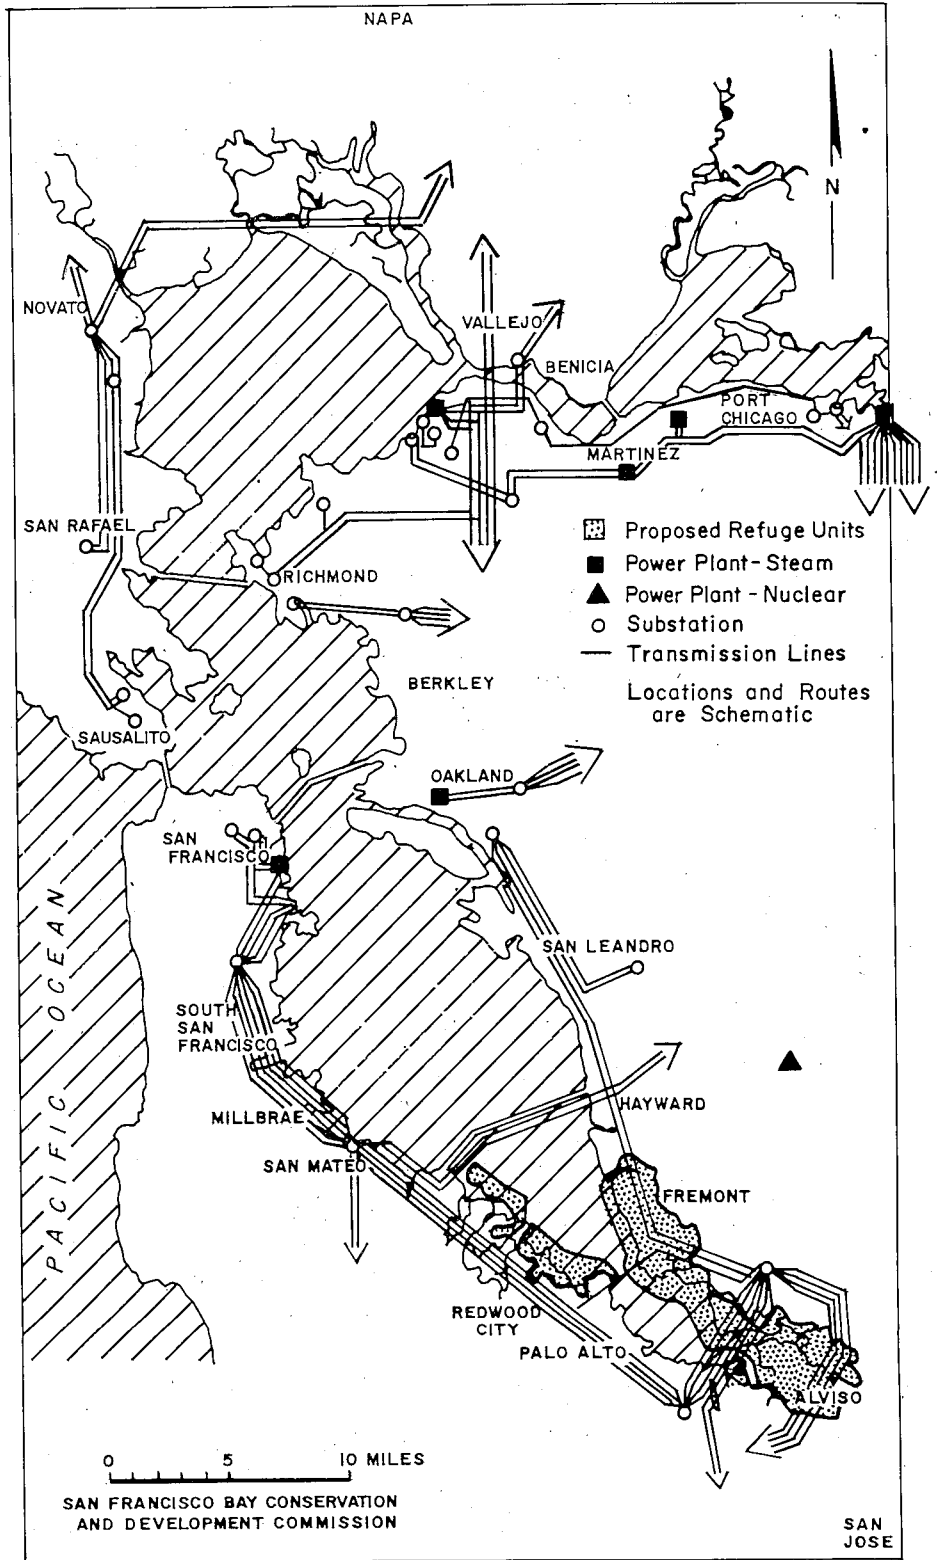 NAPA
N
NOVATO
VALLEJO
BENICIA
PORT
CHICAGO
MARTINEZ
SAN RAFAEL
RICHMOND
Proposed Refuge Units
Power Plant-Steam
Power Plant - Nuclear
Substation
Transmission Lines
Locations and Routes
are Schematic
BERKLEY
SAUSALITO
OAKLAND
SAN
FRANCISCO
PACIFIC OCEAN
SAN LEANDRO
SOUTH
SAN
FRANCISCO
MILLBRAE
HAYWARD
SAN MATEO
FREMONT
REDWOOD
CITY
PALO ALTO
ALVISO
0 5 10 MILES
SAN FRANCISCO BAY CONSERVATION
AND DEVELOPMENT COMMISSION
SAN
JOSE